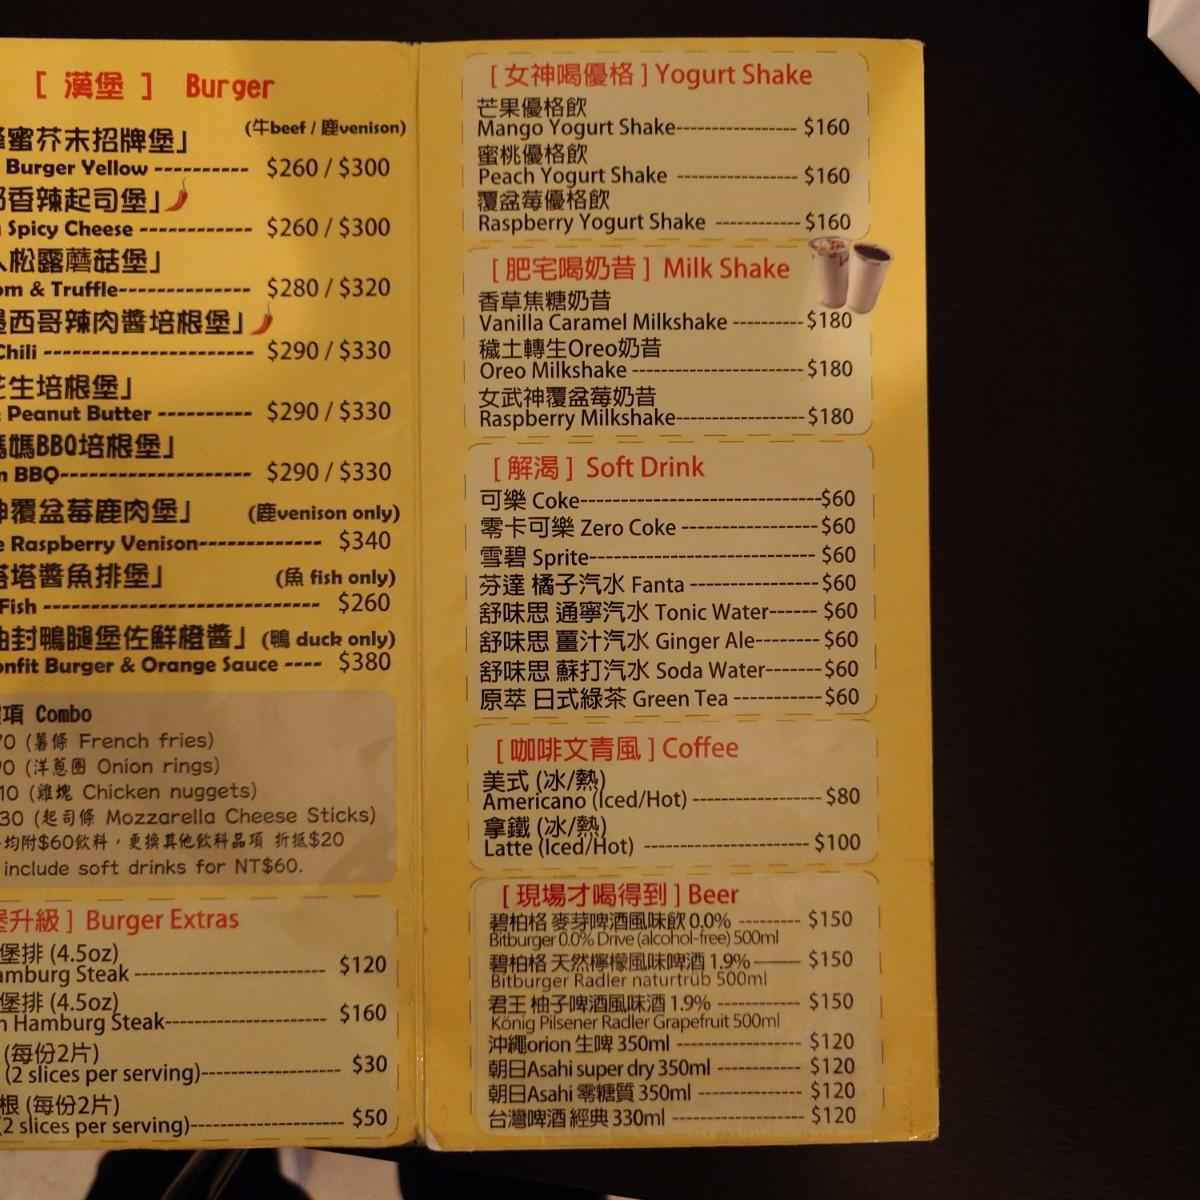 [ 漢堡 ] Burger
(牛beef / 鹿venison)
蜜芥末招牌堡」
Burger Yellow ---------- $260 / $300
香辣起司堡」
Spicy Cheese ------------ $260 / $300
松露蘑菇堡」
& Truffle-------------- $280 / $320
西哥辣肉醬培根堡」
Chili ---------------------- $290 / $330
生培根堡」
Peanut Butter ---------- $290 / $330
媽BBQ培根堡」
BBQ-------------------- $290 / $330
覆盆莓鹿肉堡」 (鹿venison only)
Raspberry Venison------------- $340
塔醬魚排堡」 (魚 fish only)
Fish ----------------------------- $260
封鴨腿堡佐鮮橙醬」 (鴨 duck only)
onfit Burger & Orange Sauce ---- $380
項 Combo
70 (薯條 French fries)
90 (洋蔥圈 Onion rings)
10 (雞塊 Chicken nuggets)
30 (起司條 Mozzarella Cheese Sticks)
均附$60飲料，更換其他飲料品項 折抵$20
include soft drinks for NT$60.
堡升級 ] Burger Extras
堡排 (4.5oz)
amburg Steak ------------------------ $120
堡排 (4.5oz)
Hamburg Steak-------------------- $160
(每份2片)
(2 slices per serving)----------------- $30
根 (每份2片)
(2 slices per serving)------------------- $50
[ 女神喝優格 ] Yogurt Shake
芒果優格飲
Mango Yogurt Shake---------------- $160
蜜桃優格飲
Peach Yogurt Shake ---------------- $160
覆盆莓優格飲
Raspberry Yogurt Shake ----------- $160
[ 肥宅喝奶昔 ] Milk Shake
香草焦糖奶昔
Vanilla Caramel Milkshake ---------$180
穢土轉生Oreo奶昔
Oreo Milkshake ----------------------$180
女武神覆盆莓奶昔
Raspberry Milkshake-----------------$180
[ 解渴 ] Soft Drink
可樂 Coke------------------------------$60
零卡可樂 Zero Coke ----------------- $60
雪碧 Sprite---------------------------- $60
芬達 橘子汽水 Fanta ---------------- $60
舒味思 通寧汽水 Tonic Water------ $60
舒味思 薑汁汽水 Ginger Ale-------- $60
舒味思 蘇打汽水 Soda Water-------$60
原萃 日式綠茶 Green Tea -----------$60
[ 咖啡文青風 ] Coffee
美式 (冰/熱)
Americano (Iced/Hot) ---------------- $80
拿鐵 (冰/熱)
Latte (Iced/Hot) --------------------- $100
[ 現場才喝得到 ] Beer
碧柏格 麥芽啤酒風味飲 0.0% --------- $150
Bitburger 0.0% Drive (alcohol-free) 500ml
碧柏格 天然檸檬風味啤酒 1.9%------- $150
Bitburger Radler naturtrüb 500ml
君王 柚子啤酒風味酒 1.9% ------------ $150
König Pilsener Radler Grapefruit 500ml
沖繩orion 生啤 350ml ------------------ $120
朝日Asahi super dry 350ml ------------ $120
朝日Asahi 零糖質 350ml --------------- $120
台灣啤酒 經典 330ml ------------------- $120